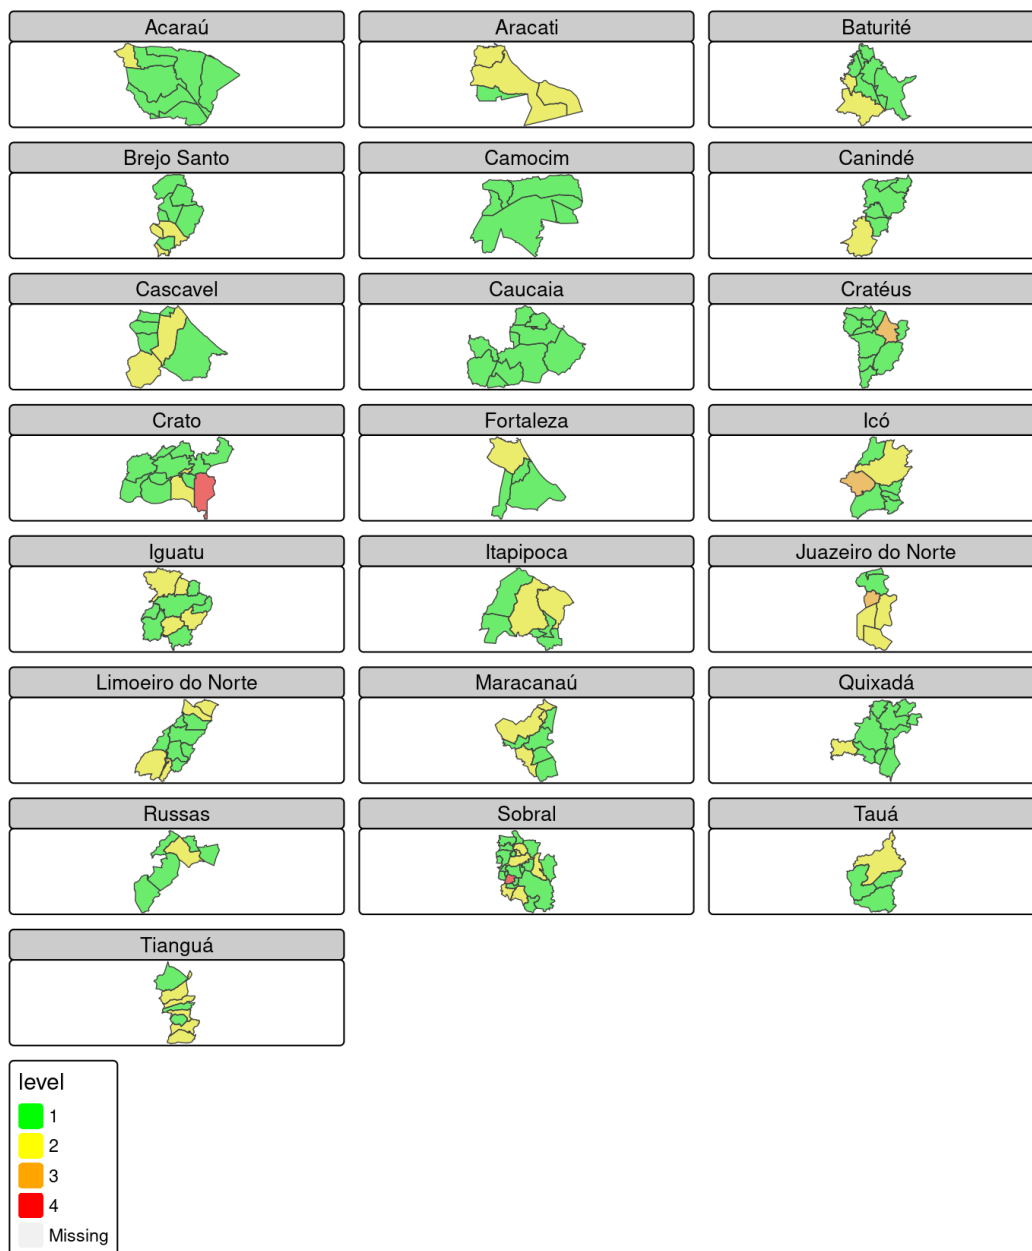 Acaraú
Aracati
Baturité
Brejo Santo
Camocim
Canindé
Cascavel
Caucaia
Cratéus
Crato
Fortaleza
Icó
Iguatu
Itapipoca
Juazeiro do Norte
Limoeiro do Norte
Maracanaú
Quixadá
Russas
Sobral
Tauá
Tianguá
level
1
2
3
4
Missing